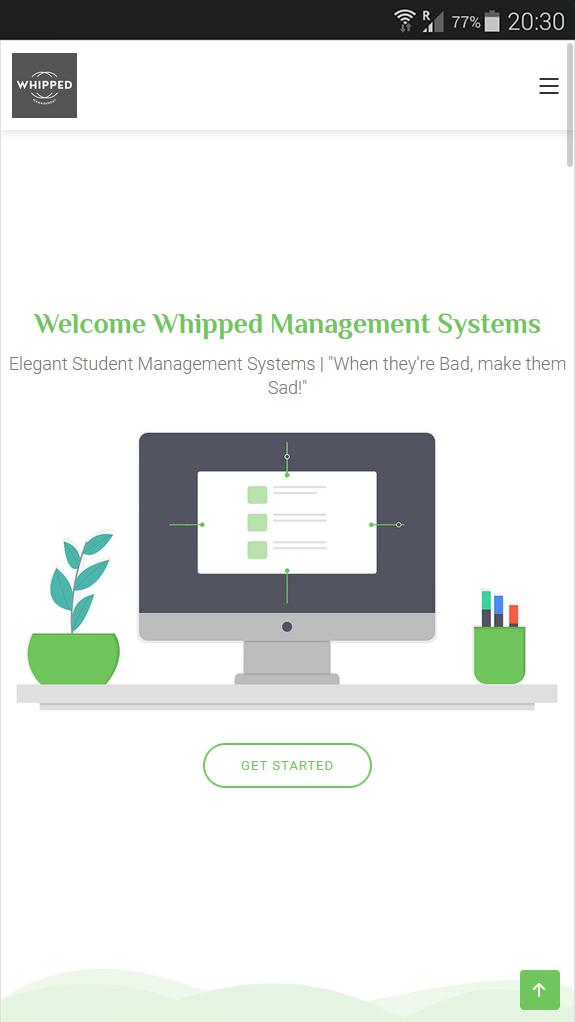 R 77% 20:30
WHIPPED
MANAGEMENT
Welcome Whipped Management Systems
Elegant Student Management Systems | "When they're Bad, make them
Sad!"
GET STARTED